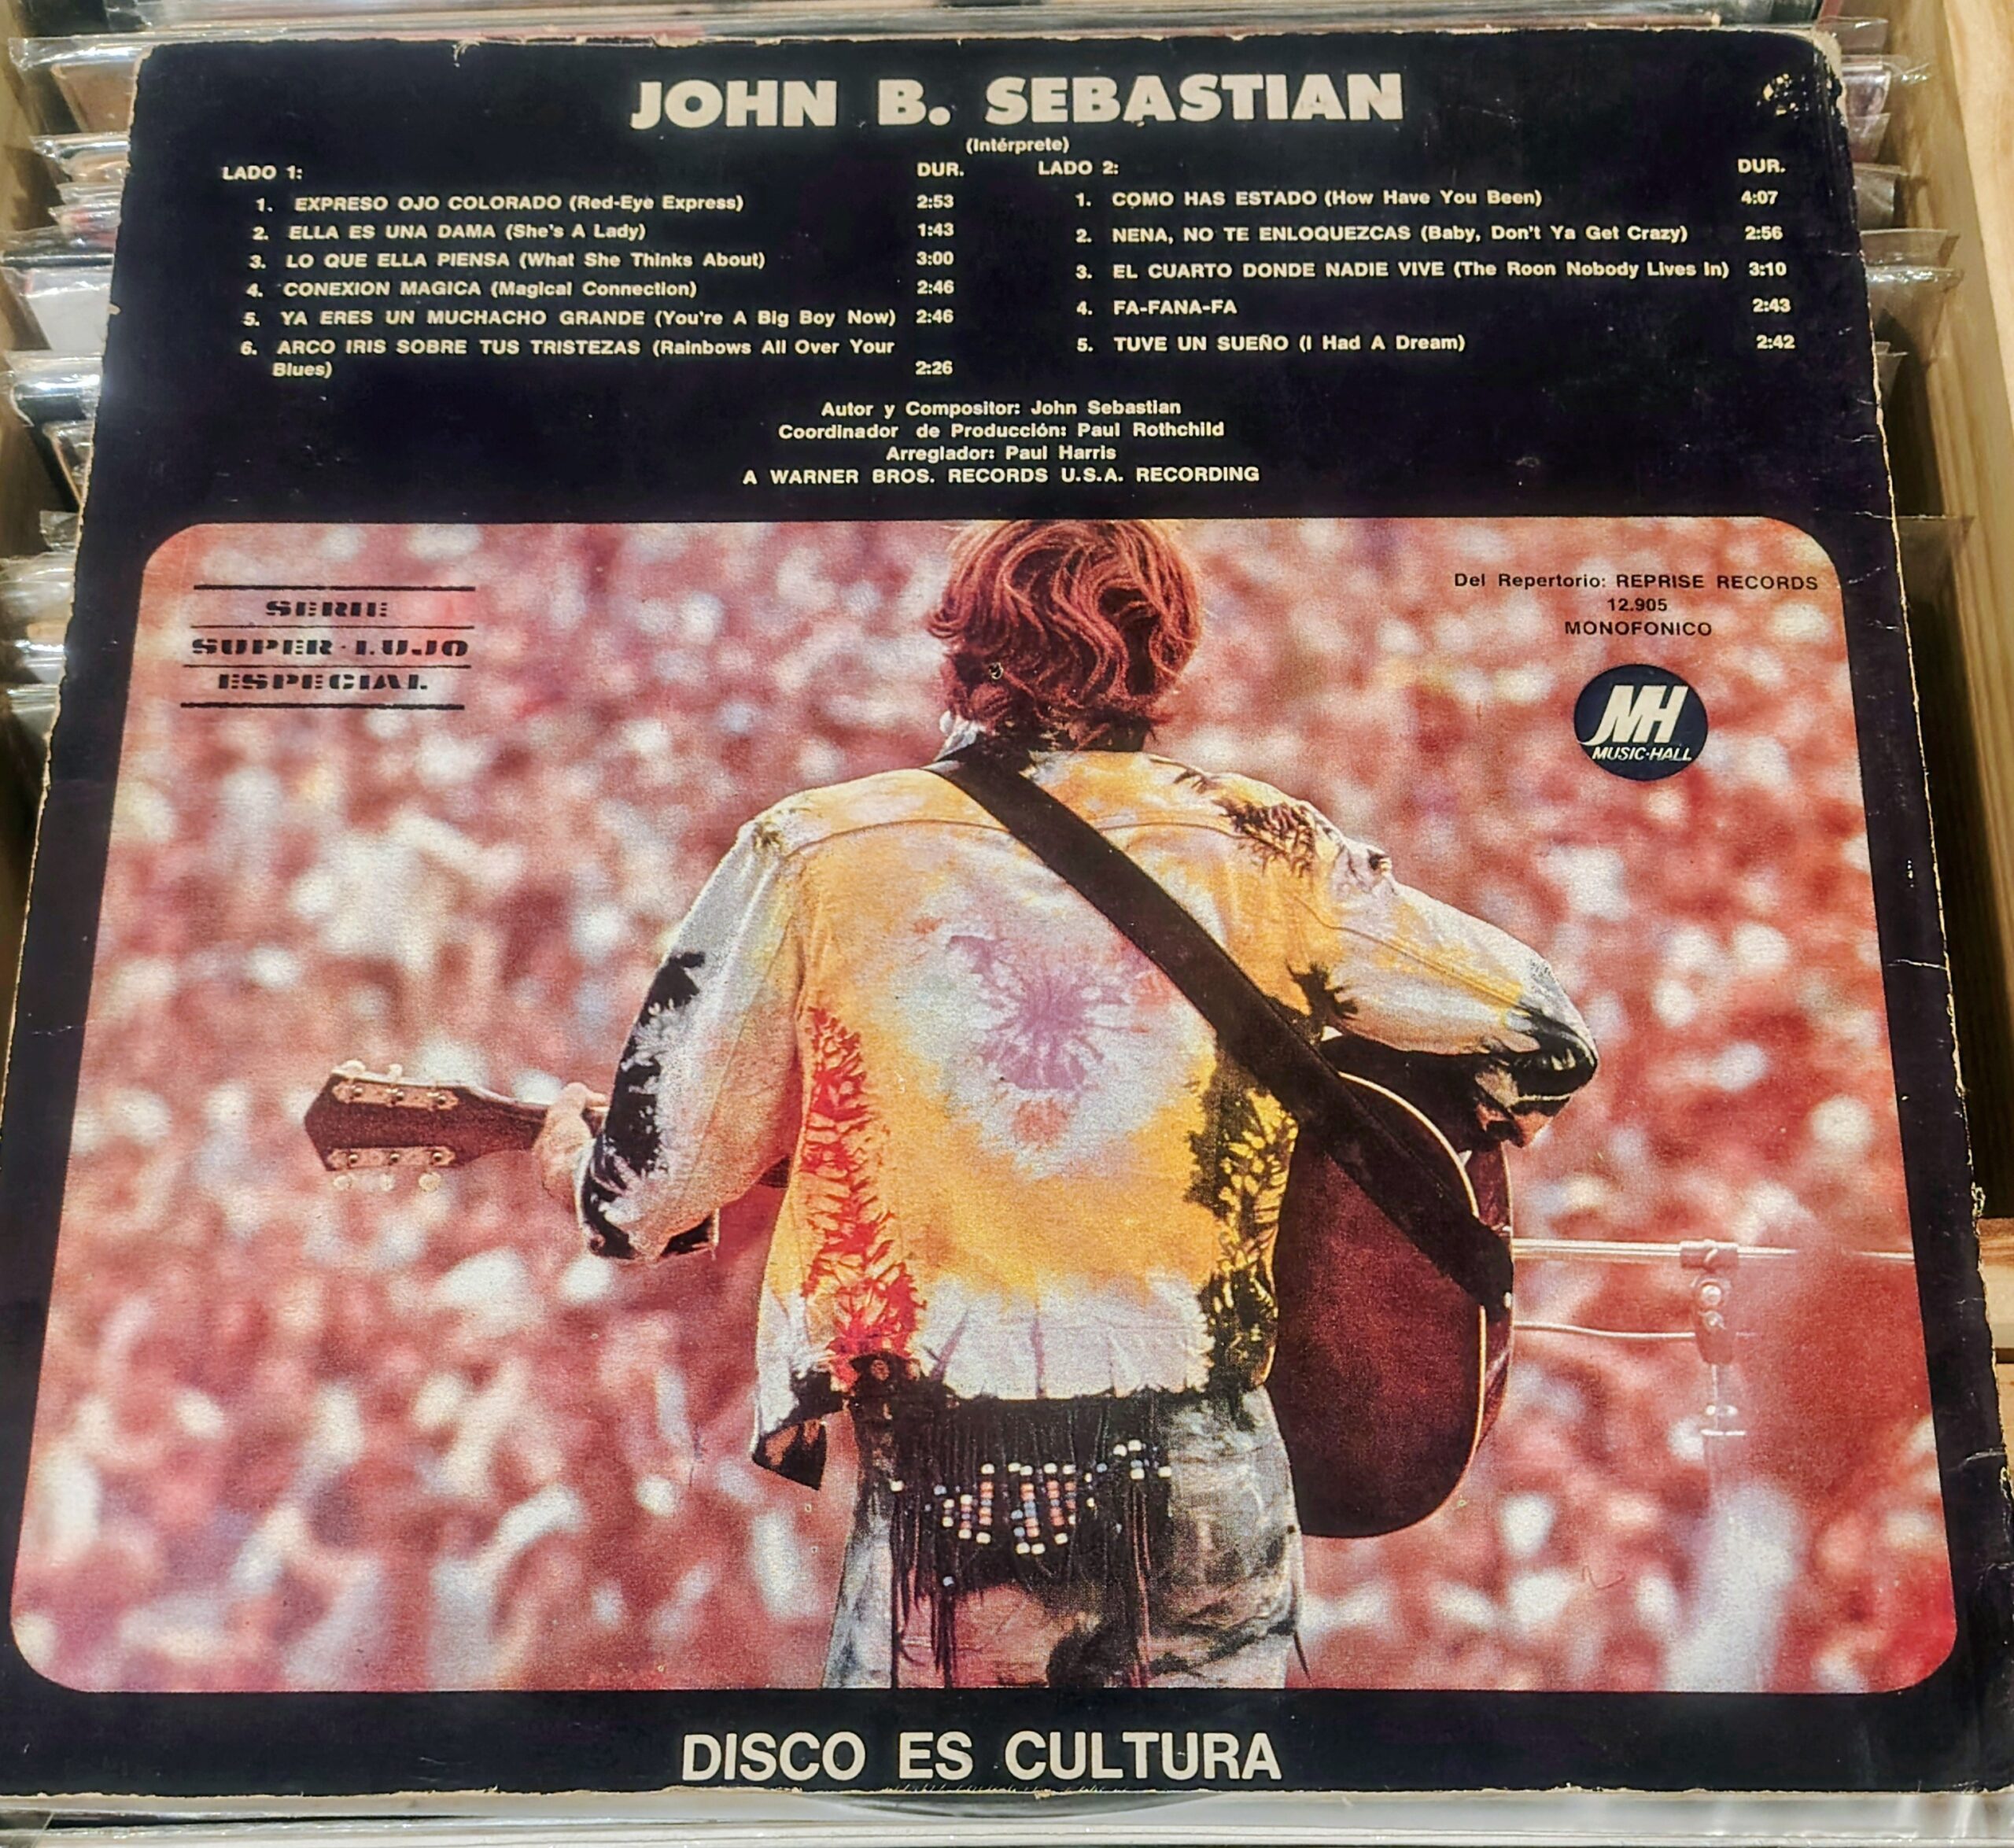 JOHN B. SEBASTIAN
(Intérprete)
LADO 1: DUR.
1. EXPRESO OJO COLORADO (Red-Eye Express) 2:53
2. ELLA ES UNA DAMA (She's A Lady) 1:43
3. LO QUE ELLA PIENSA (What She Thinks About) 3:00
4. CONEXION MAGICA (Magical Connection) 2:46
5. YA ERES UN MUCHACHO GRANDE (You're A Big Boy Now) 2:46
6. ARCO IRIS SOBRE TUS TRISTEZAS (Rainbows All Over Your
Blues) 2:26
LADO 2: DUR.
1. COMO HAS ESTADO (How Have You Been) 4:07
2. NENA, NO TE ENLOQUEZCAS (Baby, Don't Ya Get Crazy) 2:56
3. EL CUARTO DONDE NADIE VIVE (The Roon Nobody Lives In) 3:10
4. FA-FANA-FA 2:43
5. TUVE UN SUEÑO (I Had A Dream) 2:42
Autor y Compositor: John Sebastian
Coordinador de Producción: Paul Rothchild
Arreglador: Paul Harris
A WARNER BROS. RECORDS U.S.A. RECORDING
SERIE
SUPER-LUJO
ESPECIAL
Del Repertorio: REPRISE RECORDS
12.905
MONOFONICO
MH
MUSIC-HALL
DISCO ES CULTURA